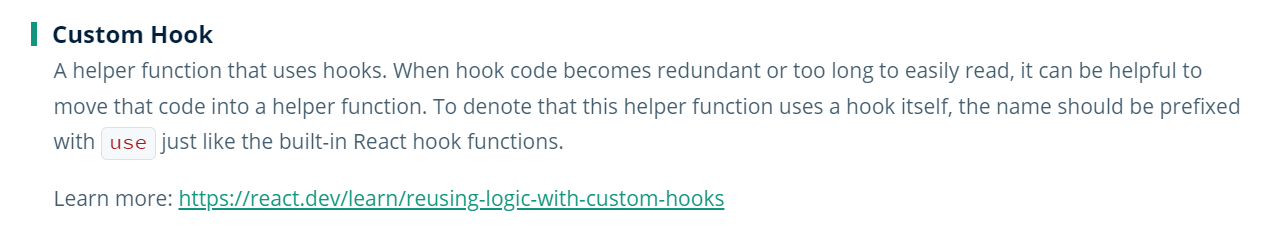 Custom Hook
A helper function that uses hooks. When hook code becomes redundant or too long to easily read, it can be helpful to
move that code into a helper function. To denote that this helper function uses a hook itself, the name should be prefixed
with use just like the built-in React hook functions.
Learn more: https://react.dev/learn/reusing-logic-with-custom-hooks